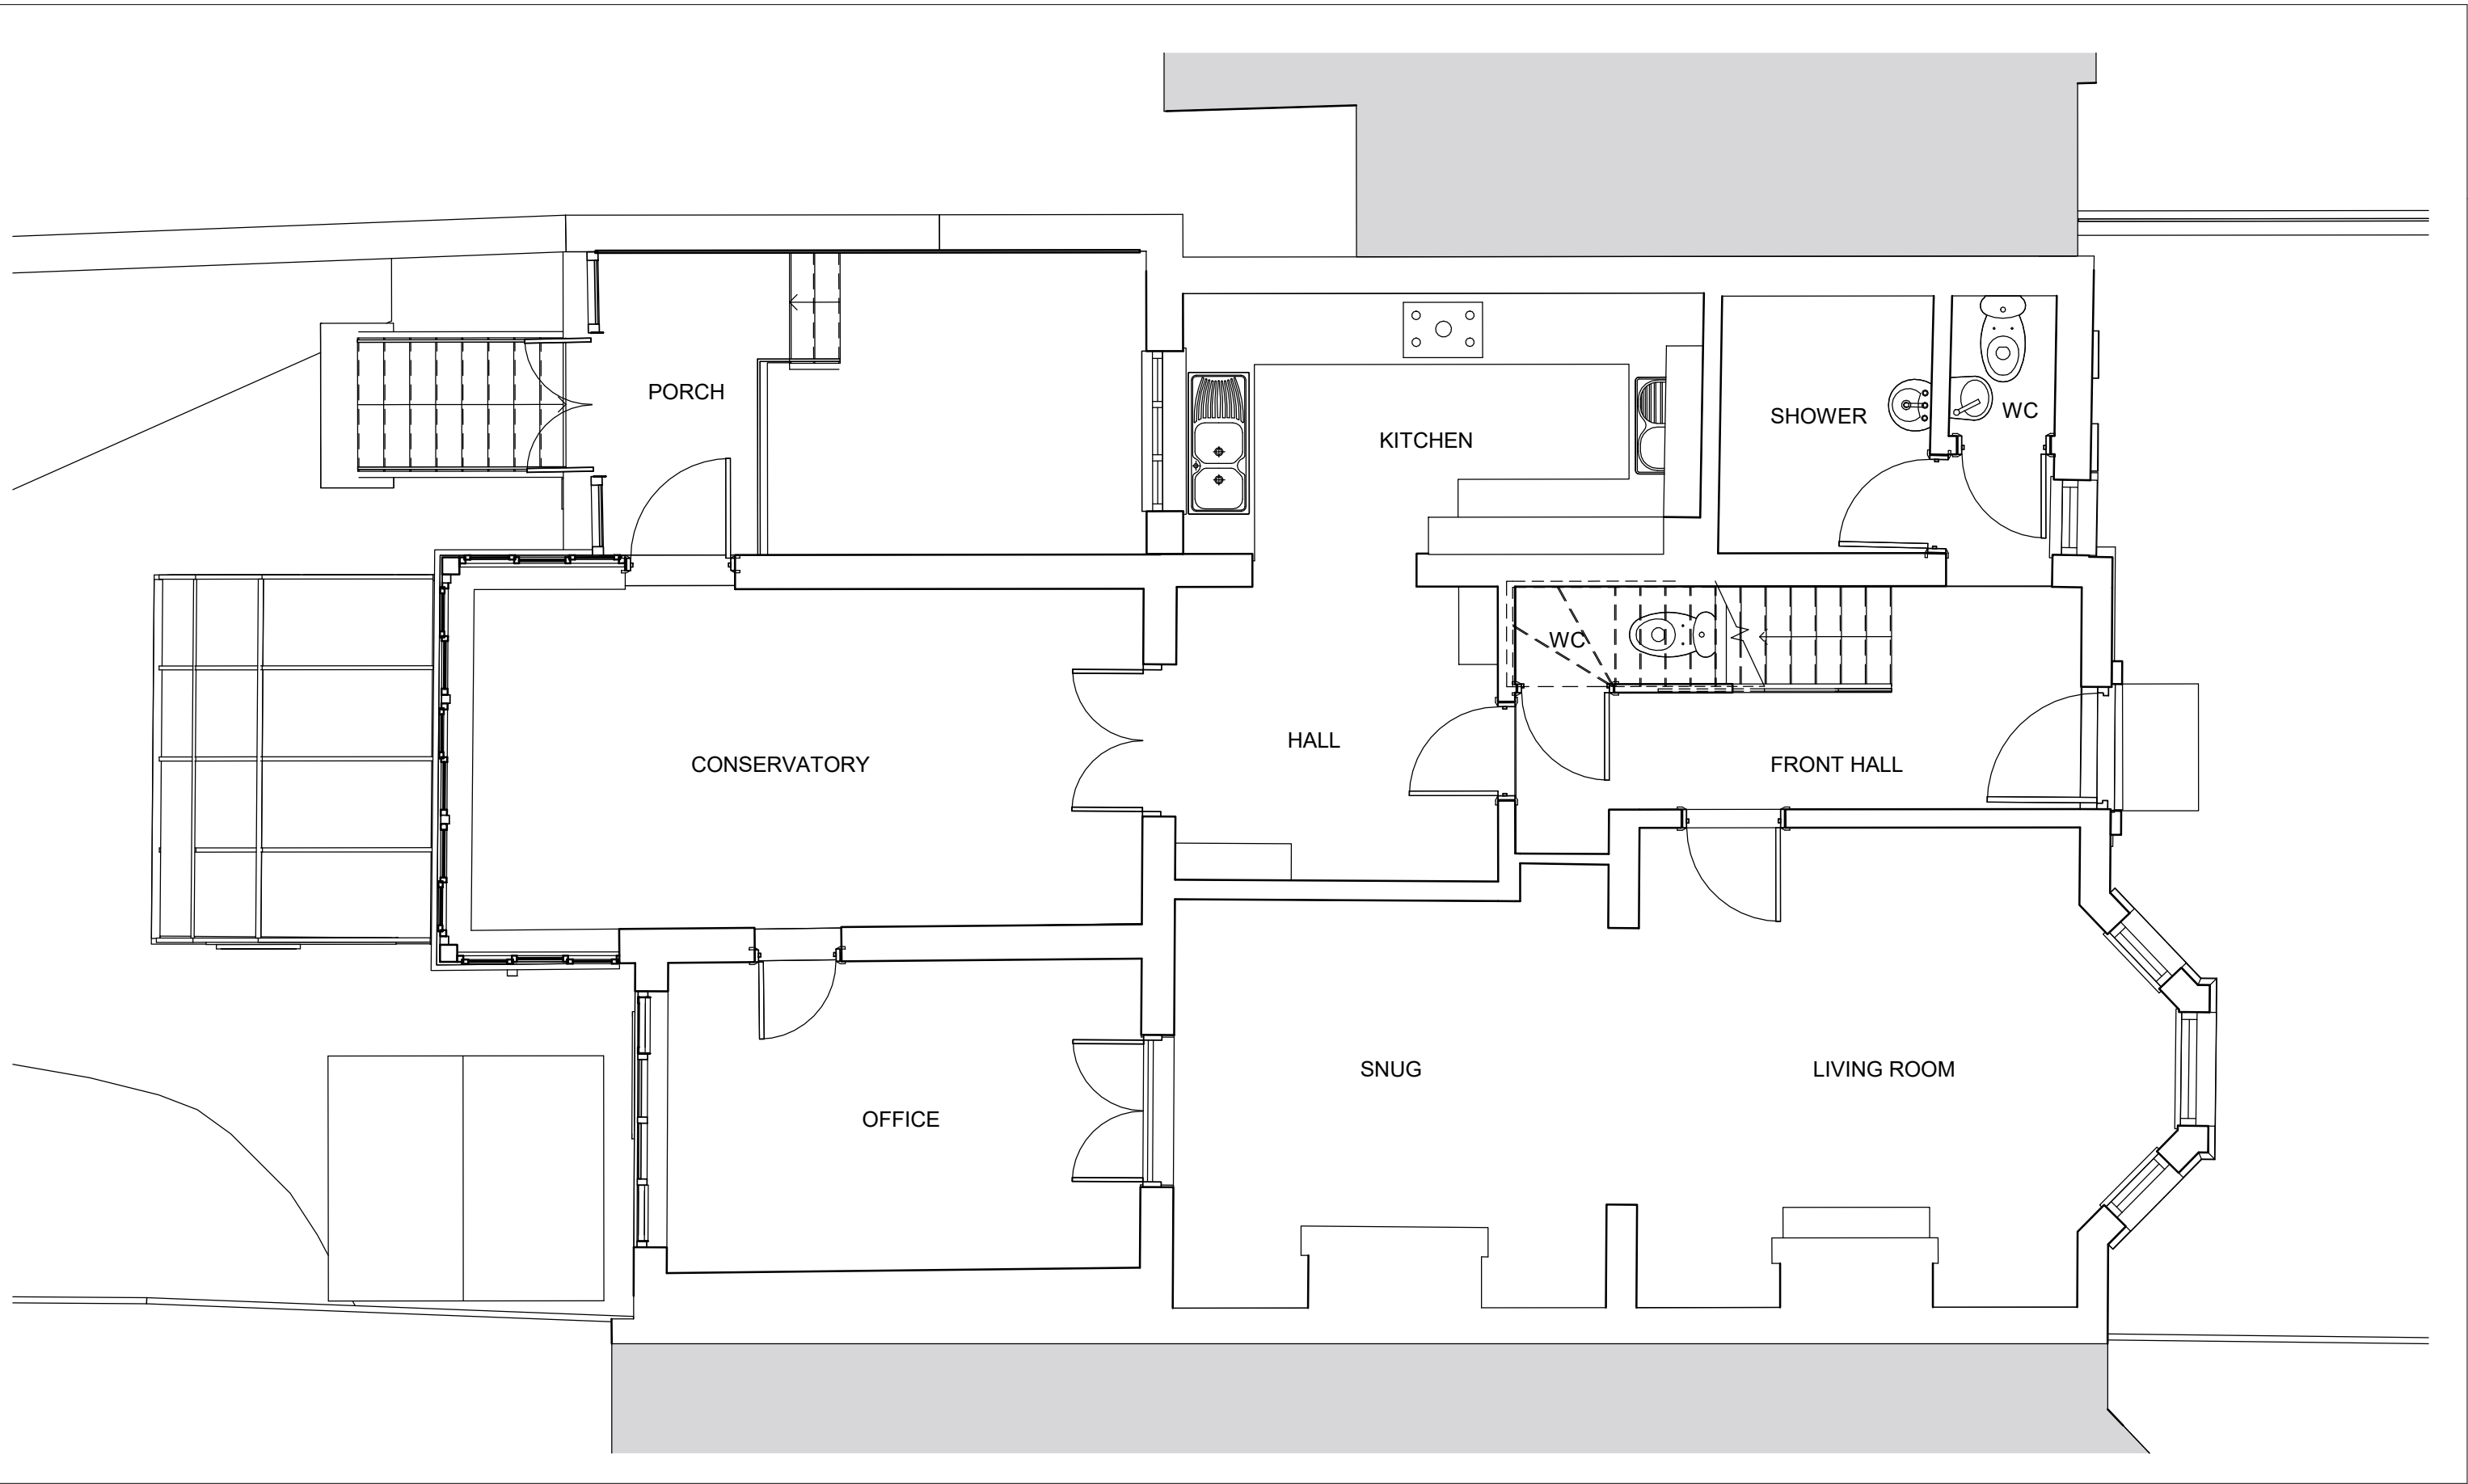 PORCH
SHOWER
WC
KITCHEN
WC
HALL
CONSERVATORY
FRONT HALL
SNUG
LIVING ROOM
OFFICE